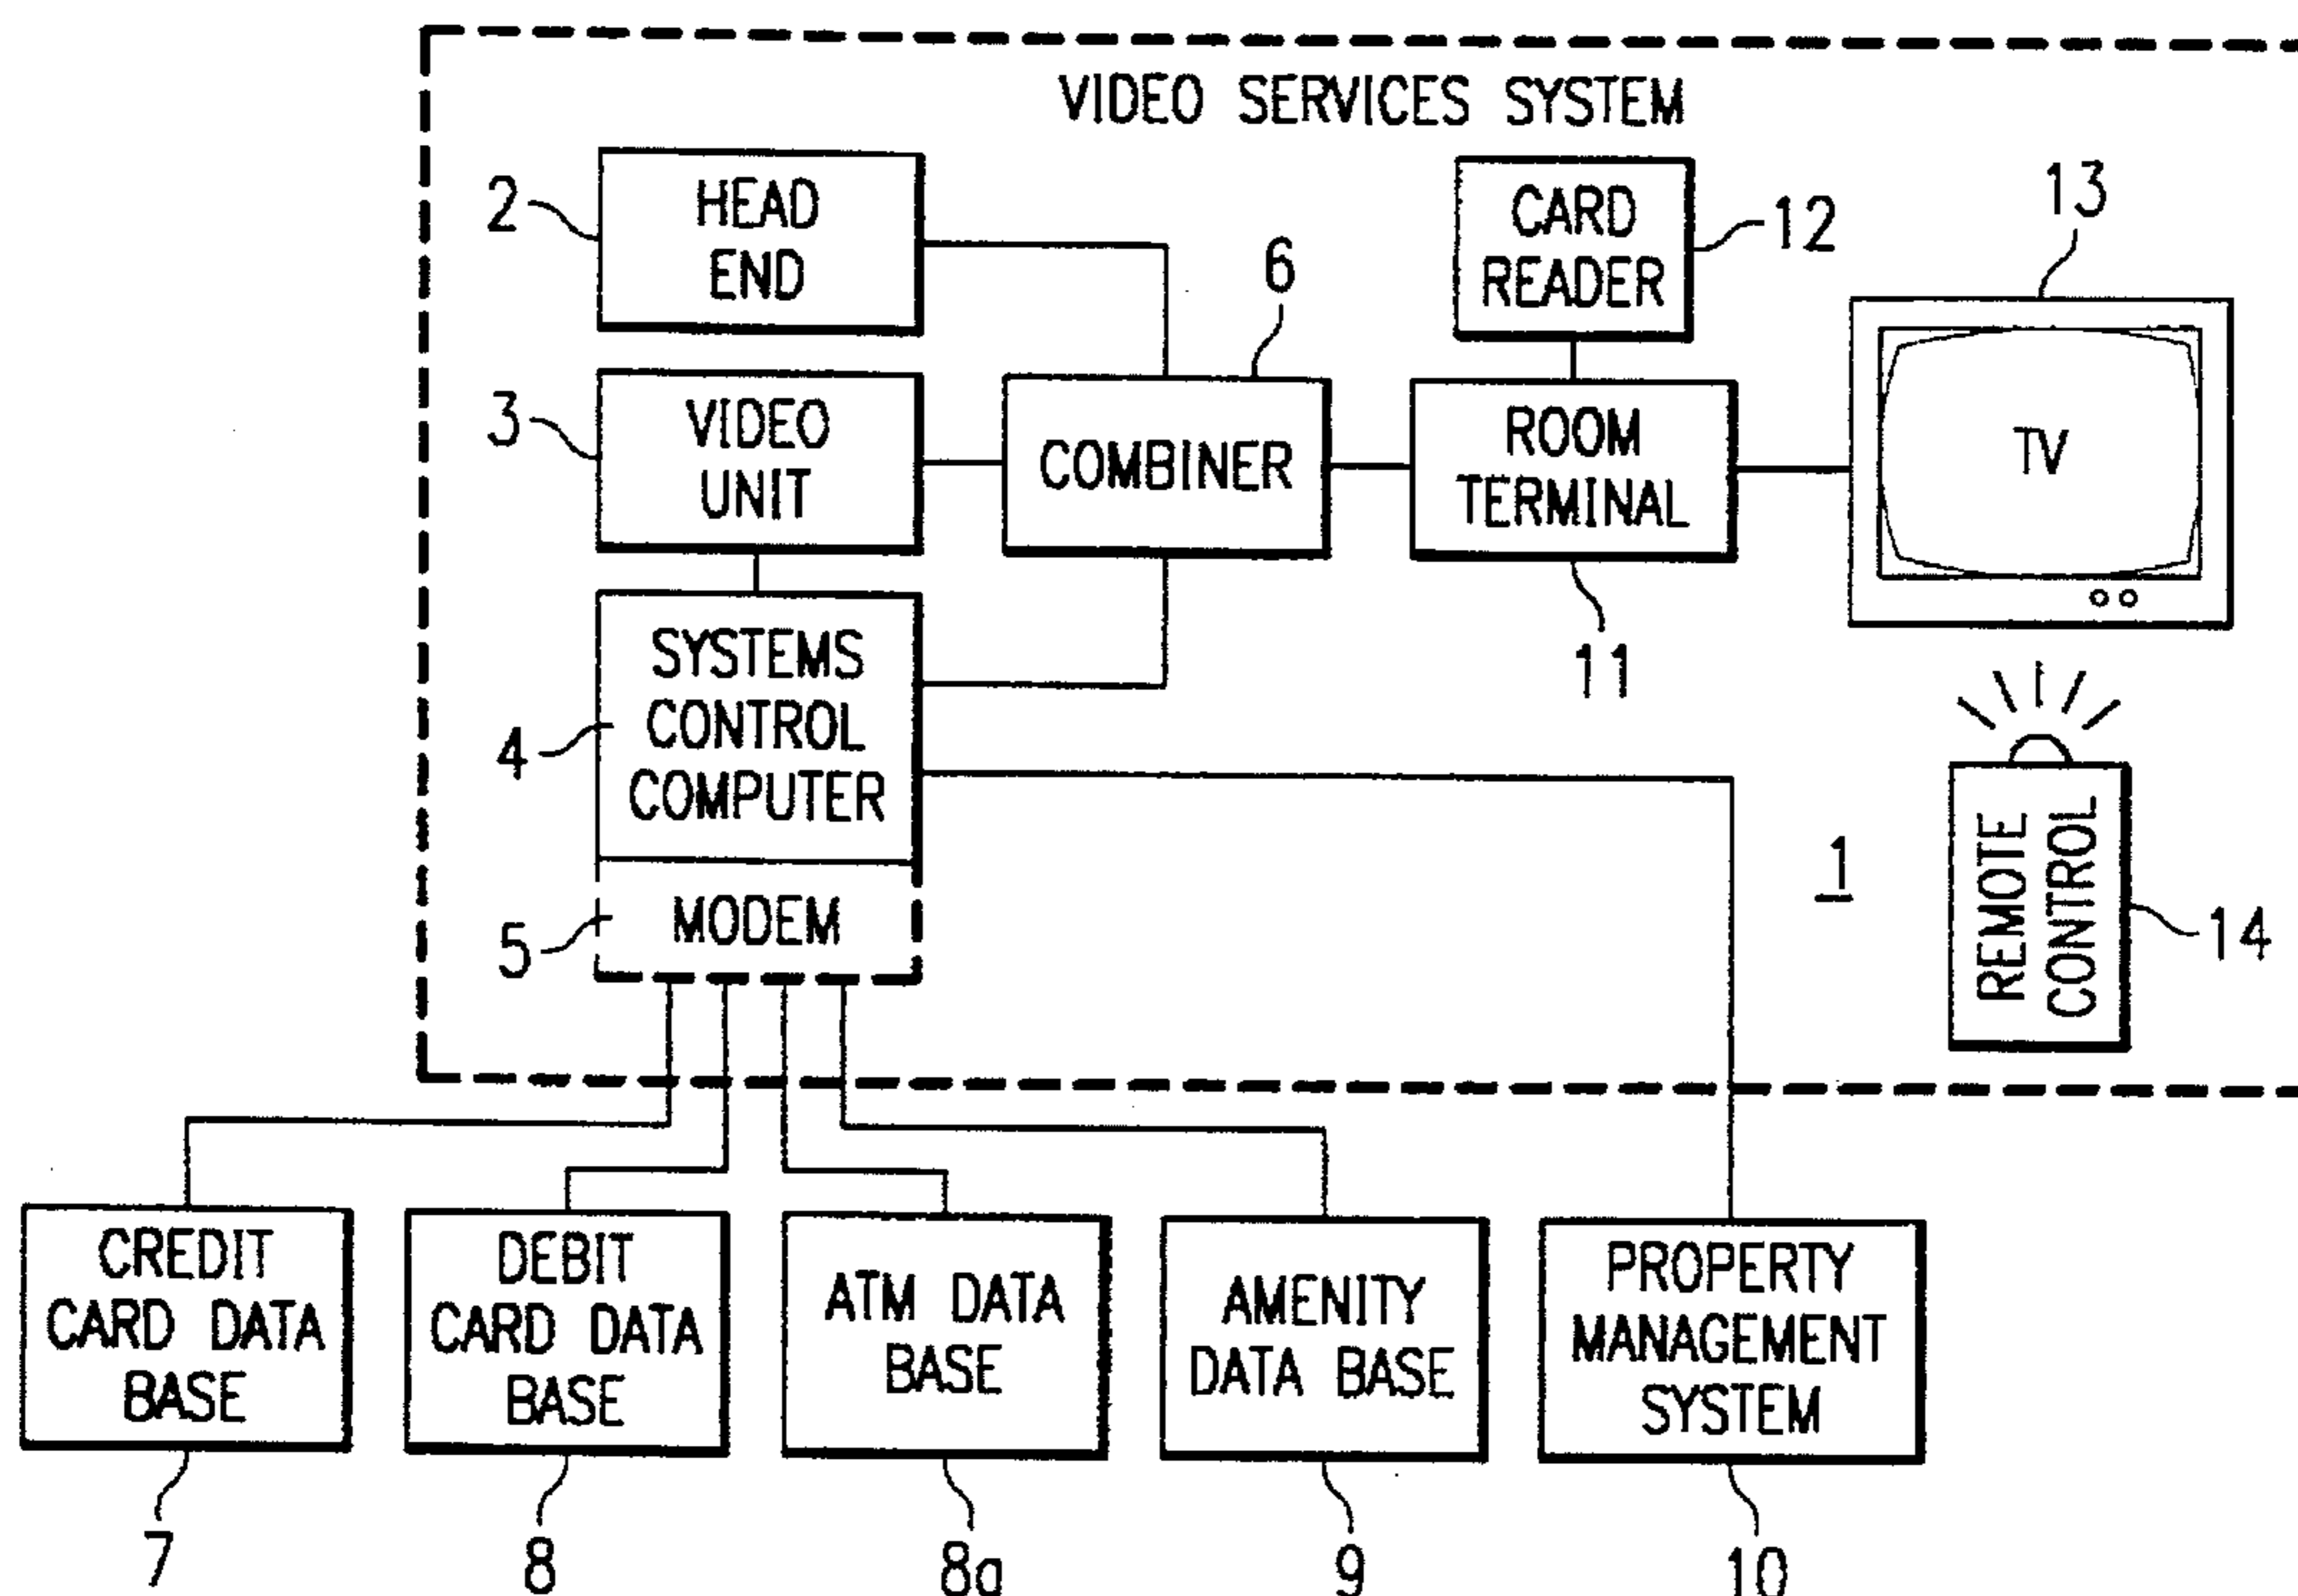 VIDEO SERVICES SYSTEM
2
HEAD
END
CARD
READER
12
13
6
3
VIDEO
UNIT
COMBINER
ROOM
TERMINAL
TV
11
4
SYSTEMS
CONTROL
COMPUTER
5
MODEM
1
REMOTE
CONTROL
14
CREDIT
CARD DATA
BASE
DEBIT
CARD DATA
BASE
ATM DATA
BASE
AMENITY
DATA BASE
PROPERTY
MANAGEMENT
SYSTEM
7
8
8a
9
10